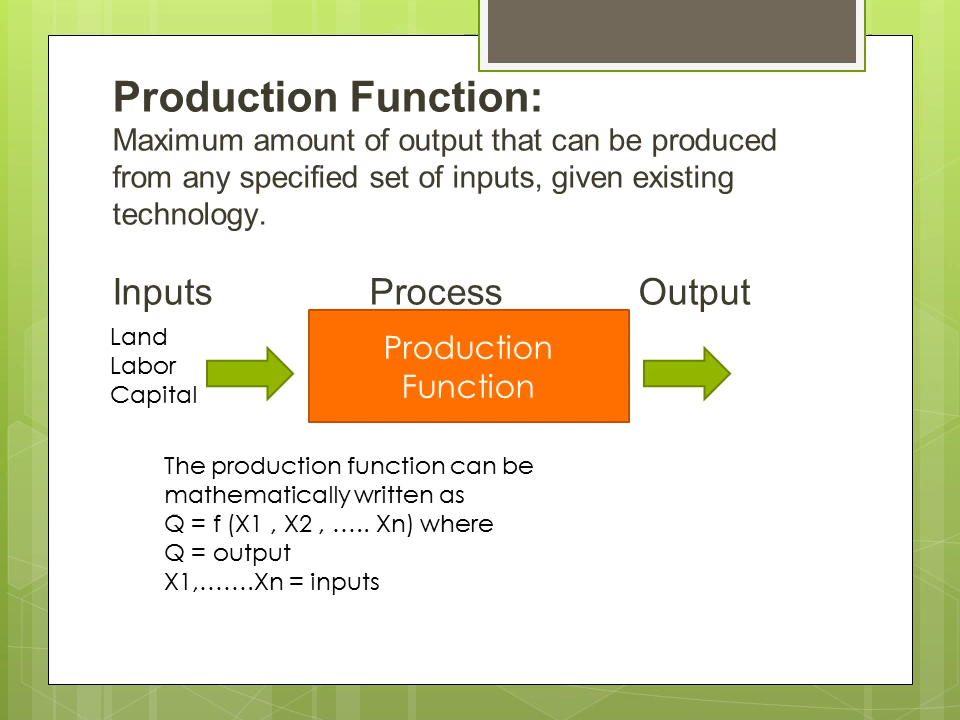 Production Function:
Maximum amount of output that can be produced
from any specified set of inputs, given existing
technology.
Inputs Process Output
Land
Labor
Capital
Production
Function
The production function can be
mathematically written as
Q = f (X1 , X2 , ….. Xn) where
Q = output
X1,…….Xn = inputs